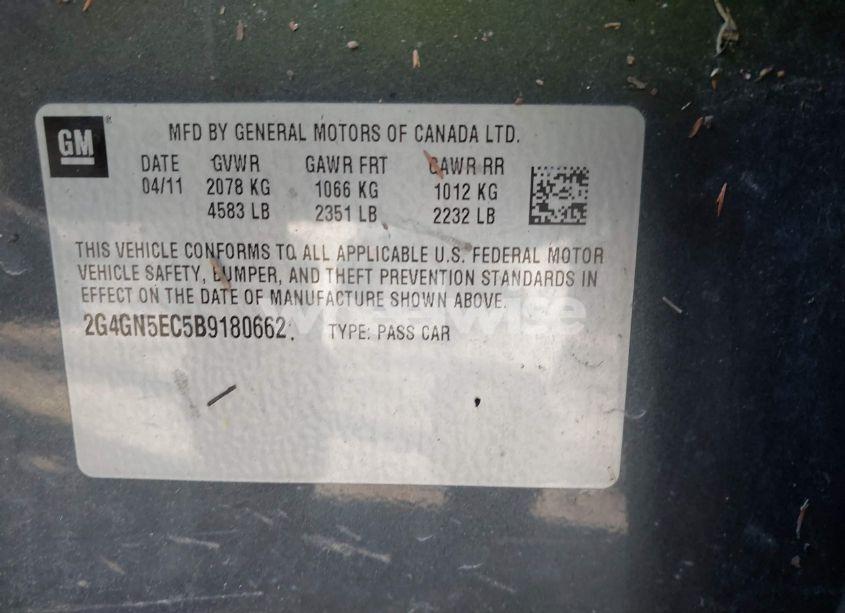 GM
MFD BY GENERAL MOTORS OF CANADA LTD.
DATE GVWR GAWR FRT GAWR RR
04/11 2078 KG 1066 KG 1012 KG
4583 LB 2351 LB 2232 LB
THIS VEHICLE CONFORMS TO ALL APPLICABLE U.S. FEDERAL MOTOR
VEHICLE SAFETY, BUMPER, AND THEFT PREVENTION STANDARDS IN
EFFECT ON THE DATE OF MANUFACTURE SHOWN ABOVE.
2G4GN5EC5B9180662 TYPE: PASS CAR
wheelwise